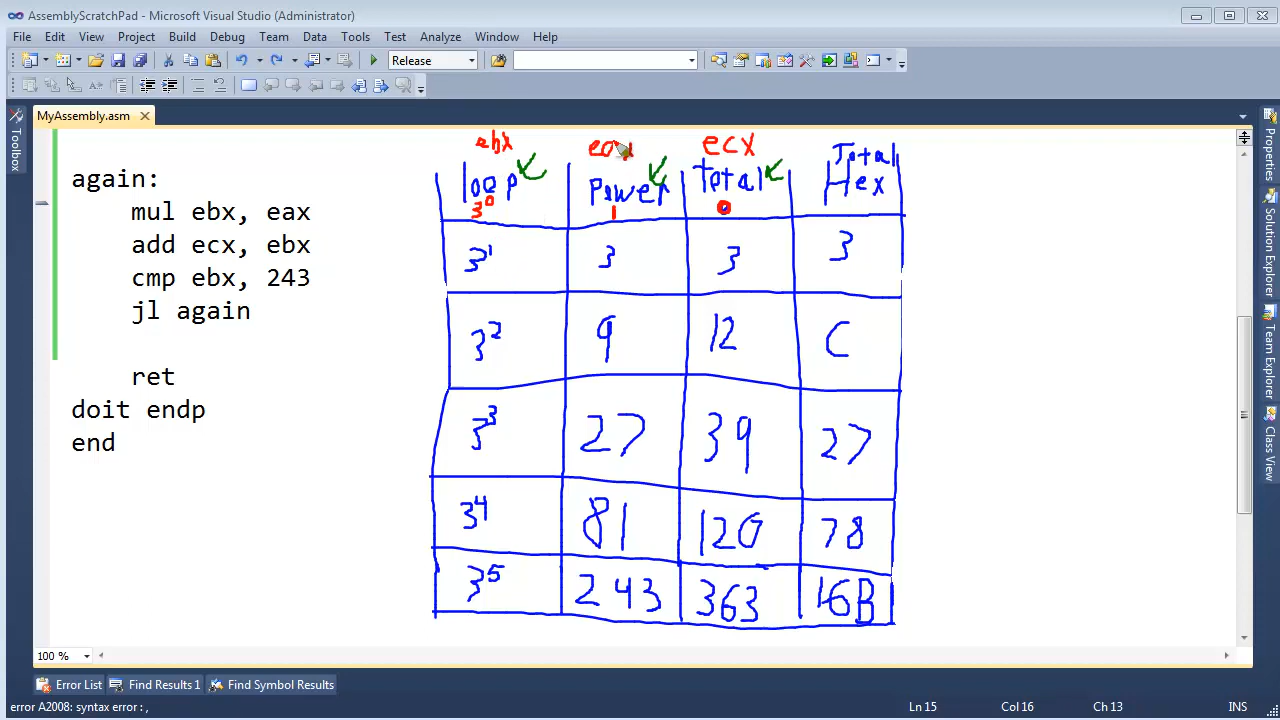 AssemblyScratchPad - Microsoft Visual Studio (Administrator)
File Edit View Project Build Debug Team Data Tools Test Analyze Window Help
Release
MyAssembly.asm
Toolbox
again:
mul ebx, eax
add ecx, ebx
cmp ebx, 243
jl again
ret
doit endp
end
ebx eax ecx
loop Power total Total Hex
3⁰ 1 0
3¹ 3 3 3
3² 9 12 C
3³ 27 39 27
3⁴ 81 120 78
3⁵ 243 363 16B
Properties
Solution Explorer
Team Explorer
Class View
100 %
Error List Find Results 1 Find Symbol Results
error A2008: syntax error : , Ln 15 Col 16 Ch 13 INS